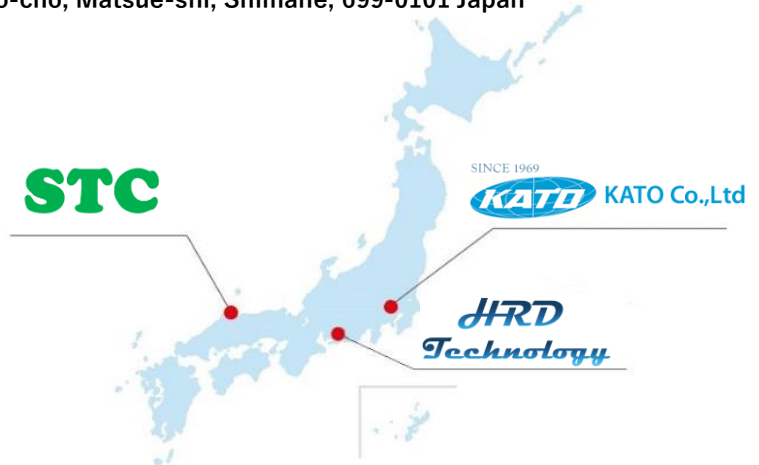 o-cho, Matsue-shi, Shimane, 699-0101 Japan
STC
SINCE 1969
KATO KATO Co.,Ltd
HRD
Technology